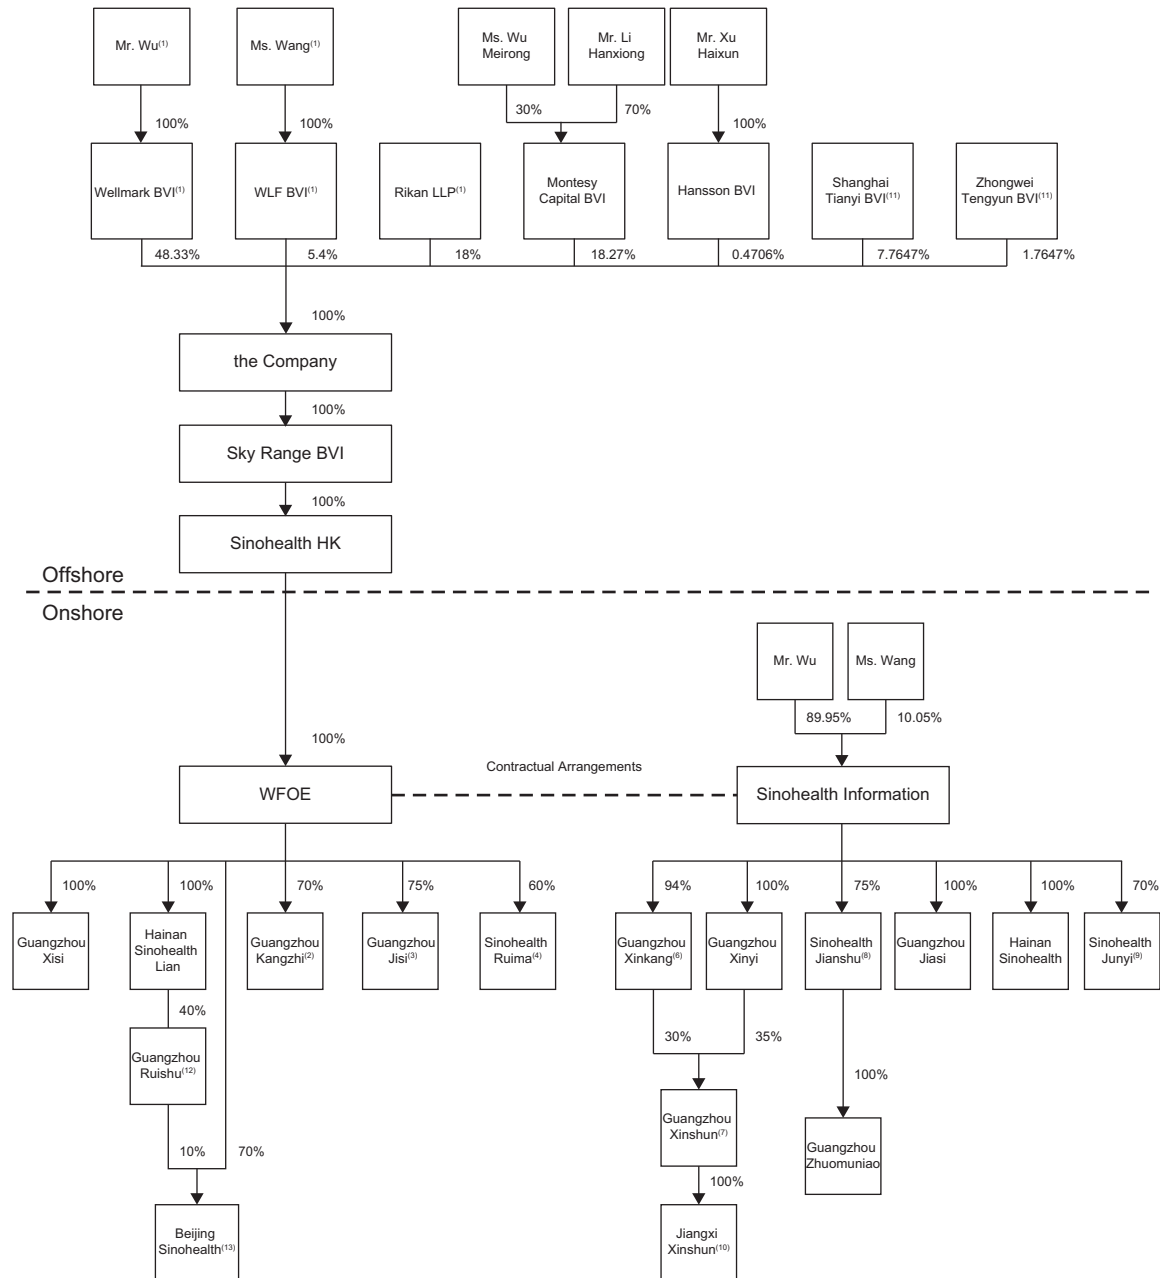 Mr. Wu(1)
Ms. Wang(1)
Ms. Wu
Meirong
Mr. Li
Hanxiong
Mr. Xu
Haixun
100%
100%
30%
70%
100%
Wellmark BVI(1)
WLF BVI(1)
Rikan LLP(1)
Montesy
Capital BVI
Hansson BVI
Shanghai
Tianyi BVI(11)
Zhongwei
Tengyun BVI(11)
48.33%
5.4%
18%
18.27%
0.4706%
7.7647%
1.7647%
100%
the Company
100%
Sky Range BVI
100%
Sinohealth HK
Offshore
Onshore
Mr. Wu
Ms. Wang
89.95%
10.05%
100%
WFOE
Contractual Arrangements
Sinohealth Information
100%
100%
70%
75%
60%
94%
100%
75%
100%
100%
70%
Guangzhou
Xisi
Hainan
Sinohealth
Lian
Guangzhou
Kangzhi(2)
Guangzhou
Jisi(3)
Sinohealth
Ruima(4)
Guangzhou
Xinkang(6)
Guangzhou
Xinyi
Sinohealth
Jianshu(8)
Guangzhou
Jiasi
Hainan
Sinohealth
Sinohealth
Junyi(9)
40%
30%
35%
Guangzhou
Ruishu(12)
100%
Guangzhou
Xinshun(7)
10%
70%
Guangzhou
Zhuomuniao
100%
Beijing
Sinohealth(13)
Jiangxi
Xinshun(10)